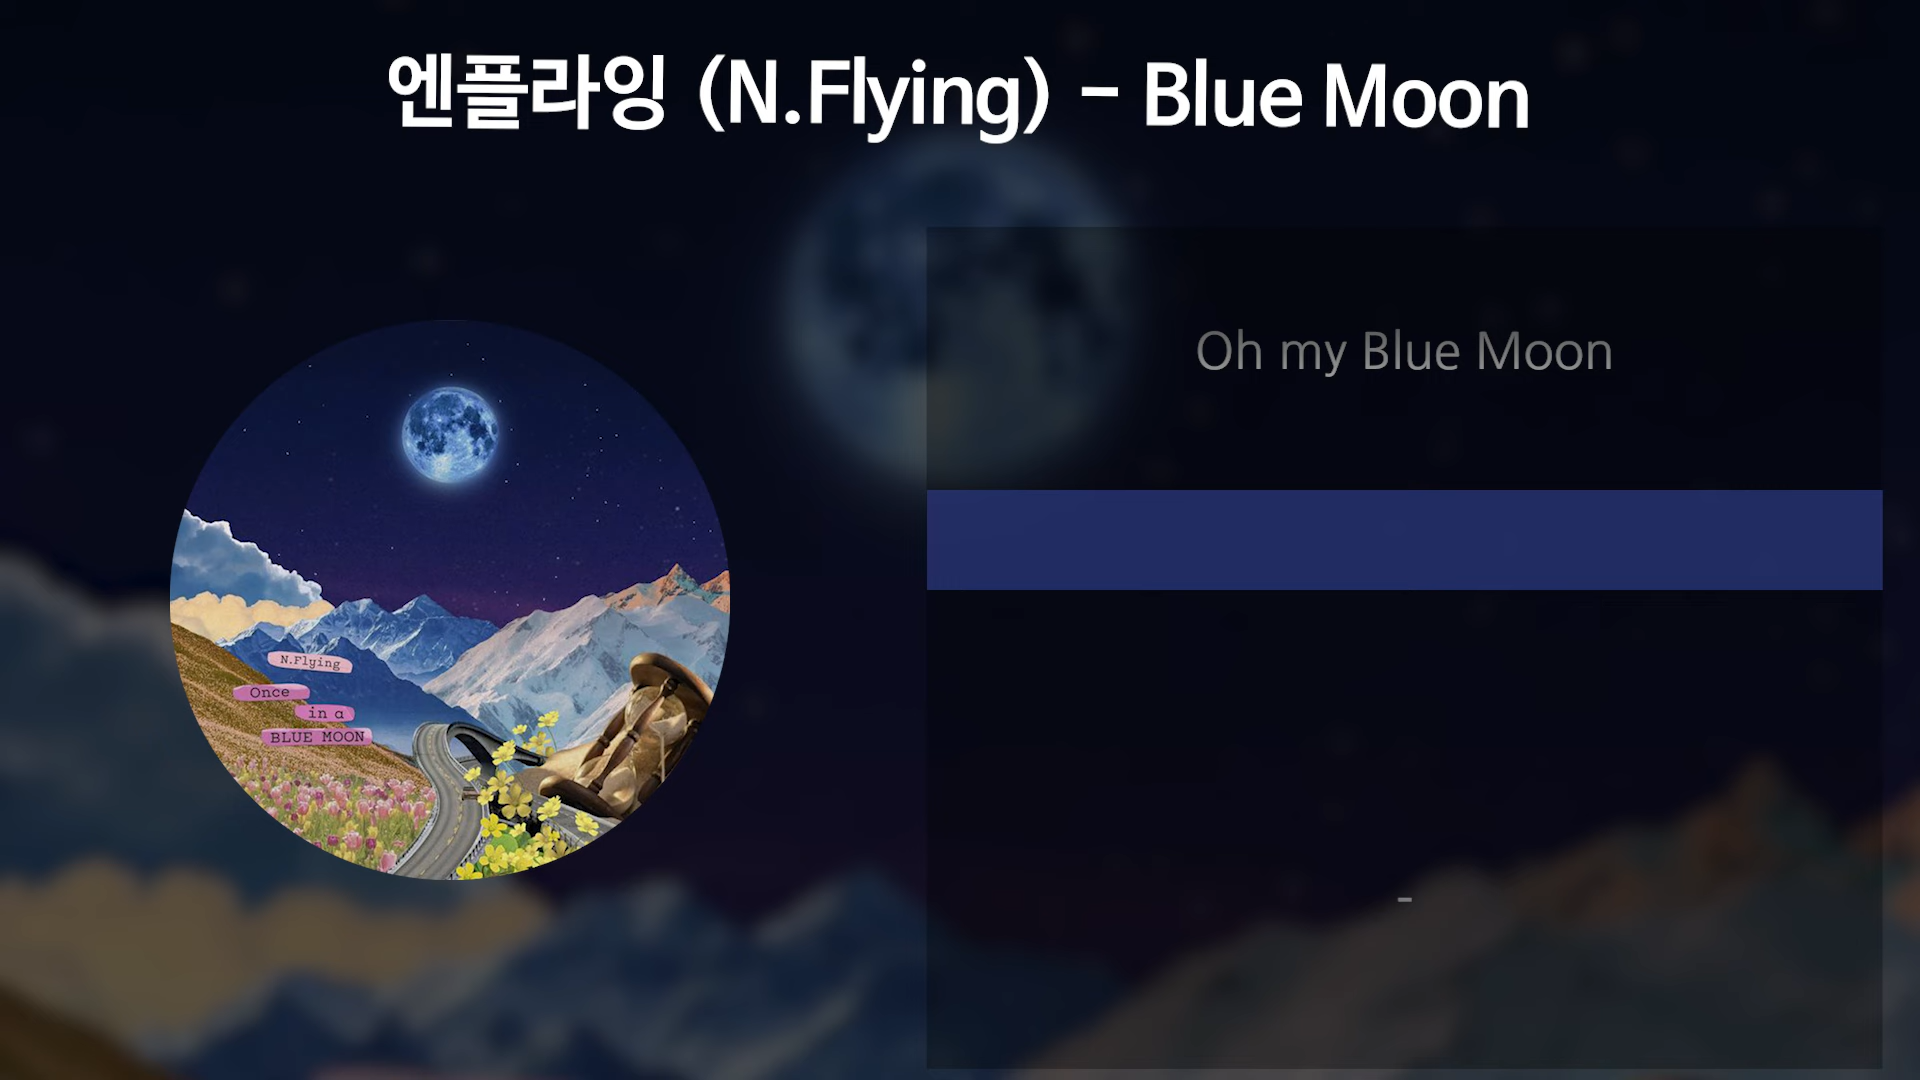 엔플라잉 (N.Flying) - Blue Moon
Oh my Blue Moon
N.Flying
Once
in a
BLUE MOON
-